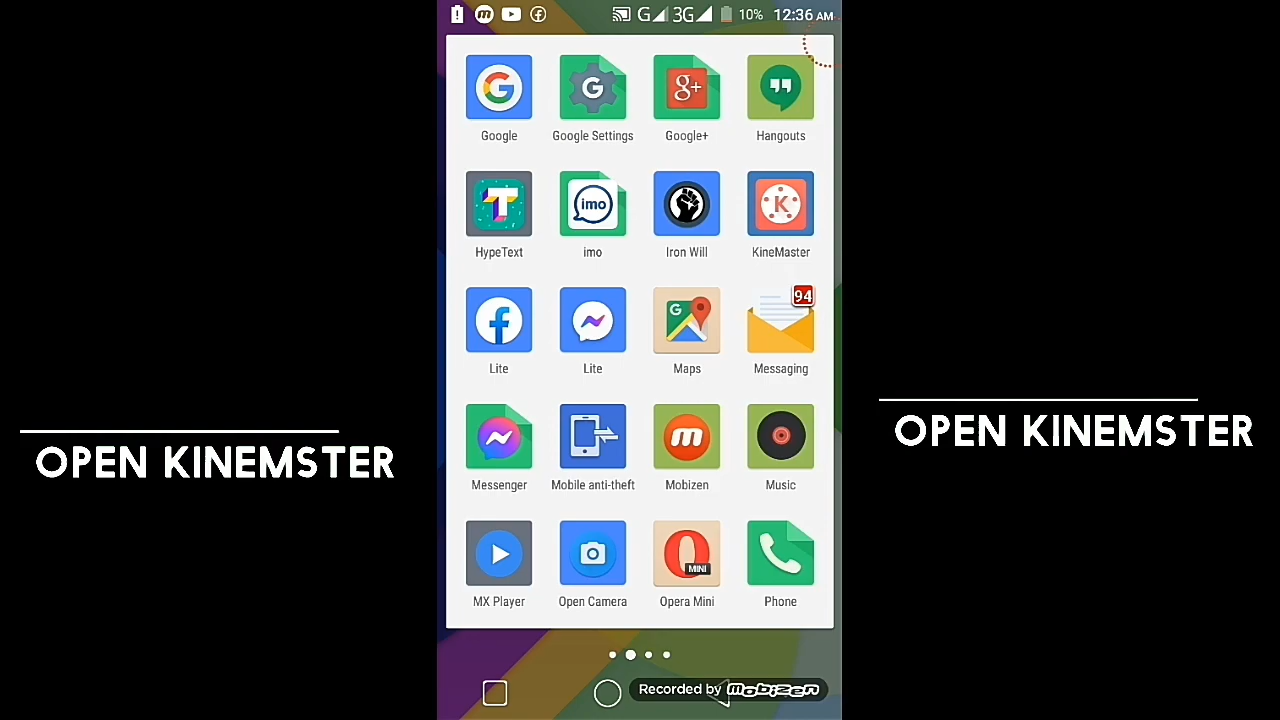 G 3G 10% 12:36 AM
G G g+
Google Google Settings Google+ Hangouts
T imo K
HypeText imo Iron Will KineMaster
G 94
Lite Lite Maps Messaging
Messenger Mobile anti-theft Mobizen Music
MINI
MX Player Open Camera Opera Mini Phone
OPEN KINEMSTER
OPEN KINEMSTER
Recorded by Mobizen